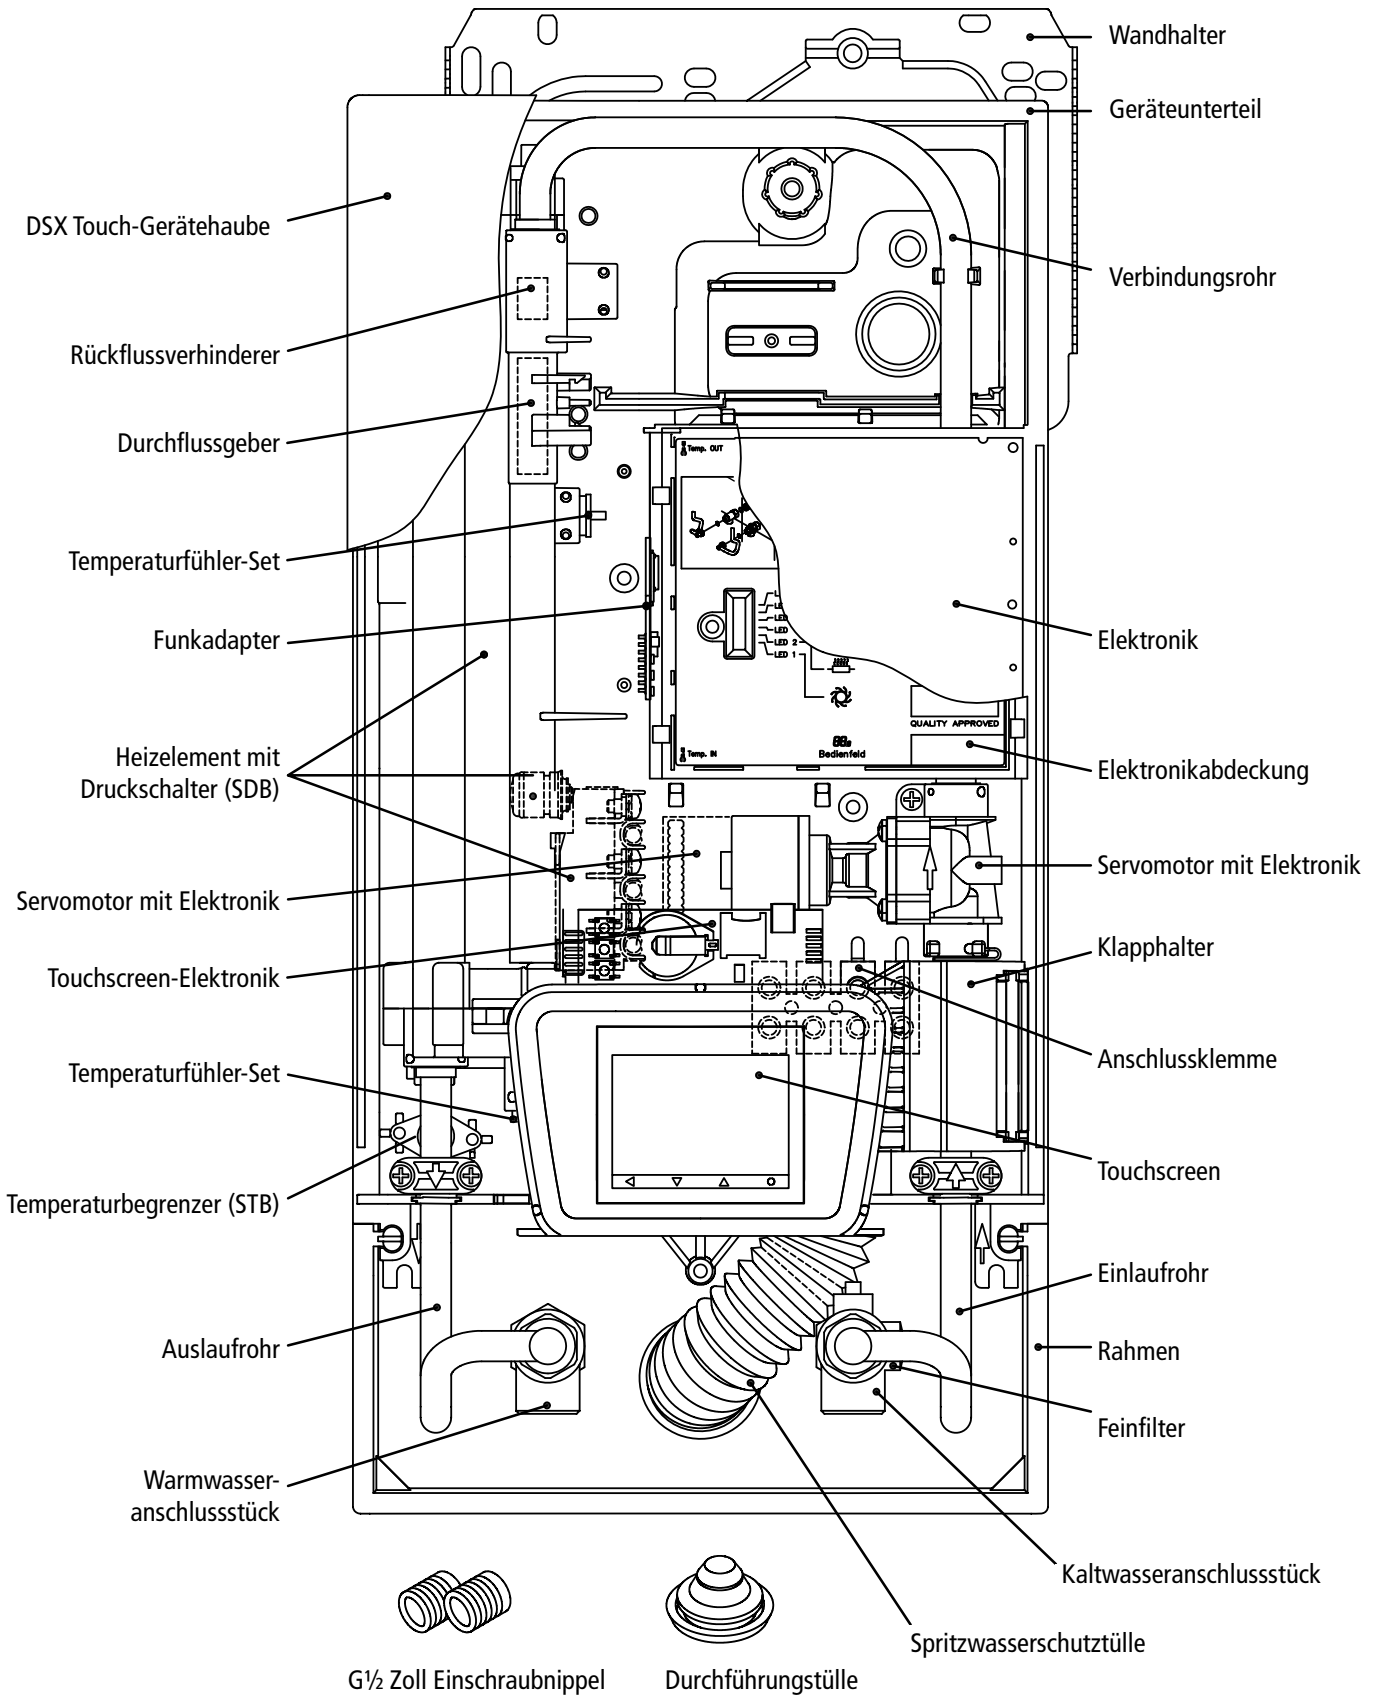 Wandhalter
Geräteunterteil
DSX Touch-Gerätehaube
Verbindungsrohr
Rückflussverhinderer
Durchflussgeber
Temp. OUT
Temperaturfühler-Set
Funkadapter
Elektronik
LED
LED
LED 2
LED 1
QUALITY APPROVED
Temp. IN
Bedienfeld
Heizelement mit
Druckschalter (SDB)
Elektronikabdeckung
Servomotor mit Elektronik
Servomotor mit Elektronik
Touchscreen-Elektronik
Klapphalter
Anschlussklemme
Temperaturfühler-Set
Touchscreen
Temperaturbegrenzer (STB)
Einlaufrohr
Auslaufrohr
Rahmen
Feinfilter
Warmwasser-
anschlussstück
Kaltwasseranschlussstück
Spritzwasserschutztülle
G½ Zoll Einschraubnippel
Durchführungstülle